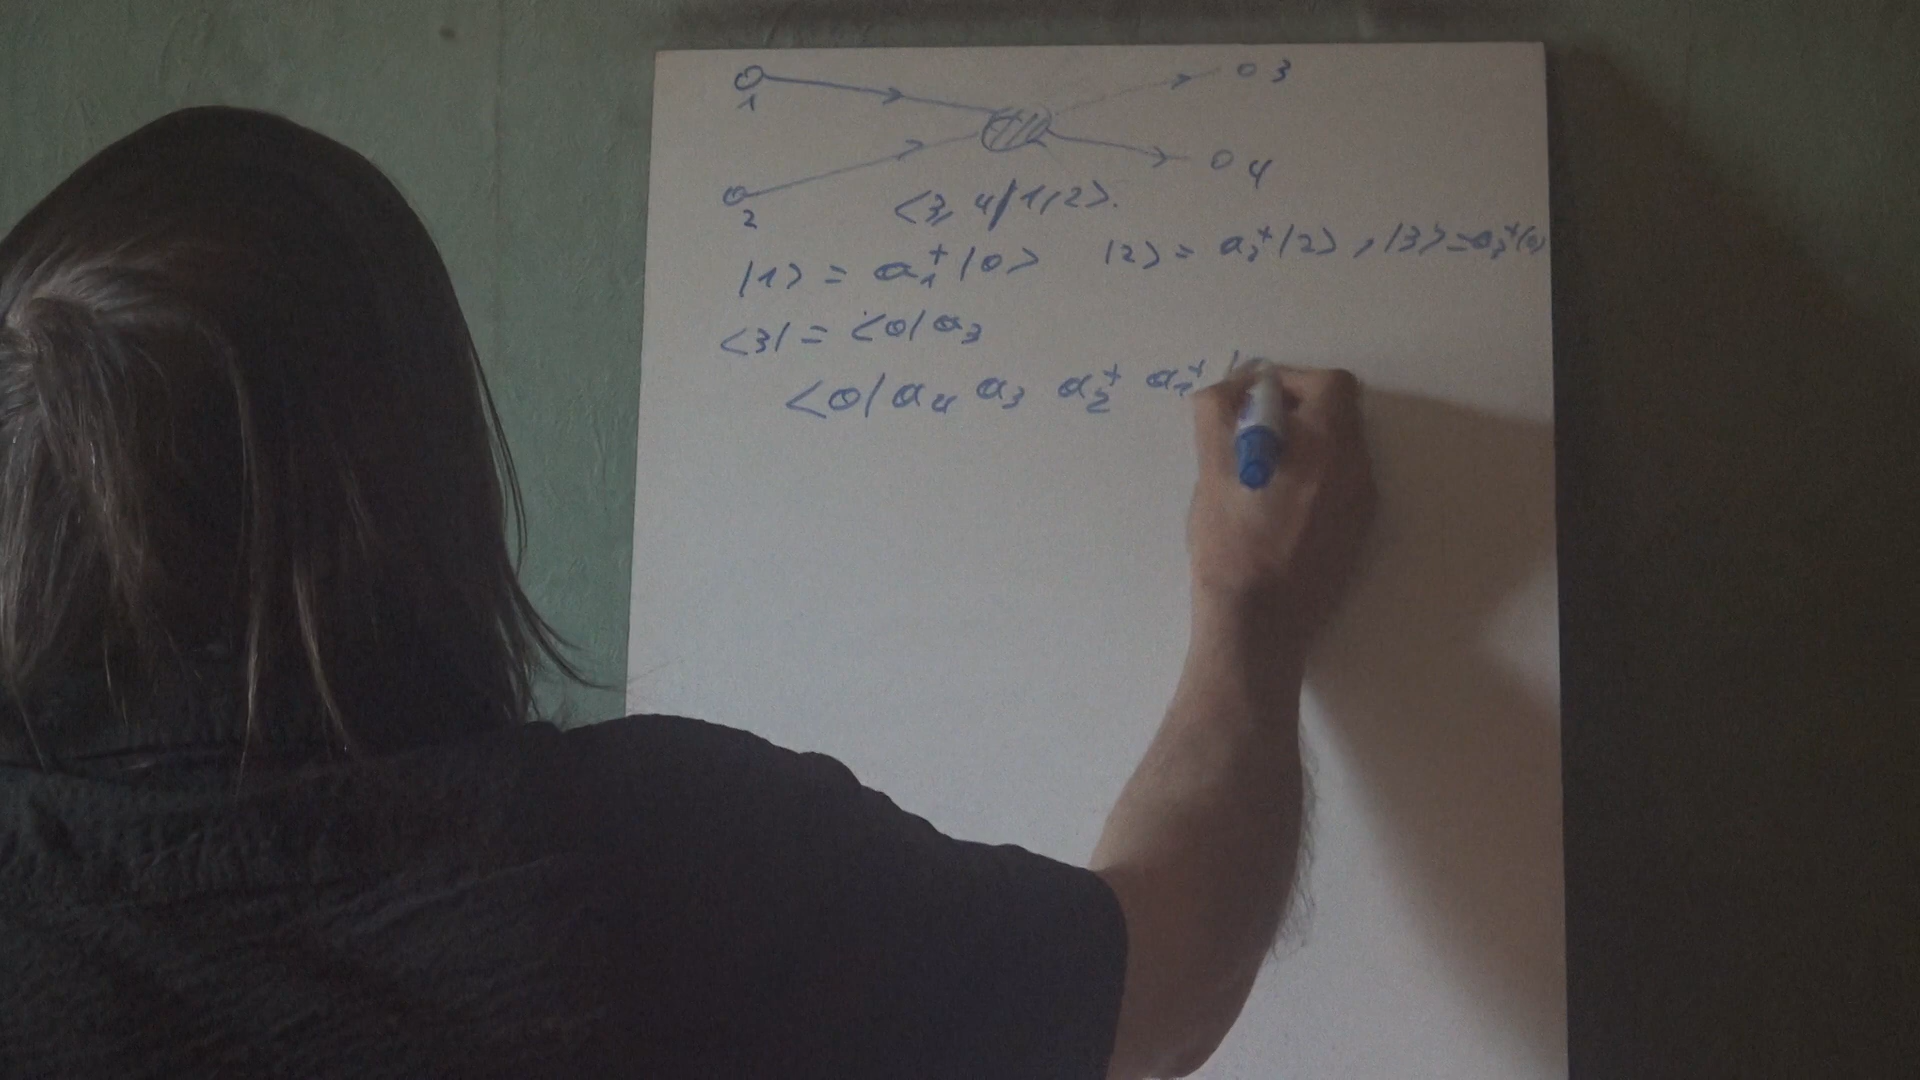 1 3
2 4
<3, 4|1,2>.
|1> = a₁⁺|0> |2> = a₂⁺|2>, |3> = a₃⁺|0>
<3| = <0|a₃
<0|a₄ a₃ a₂⁺ a₁⁺ |